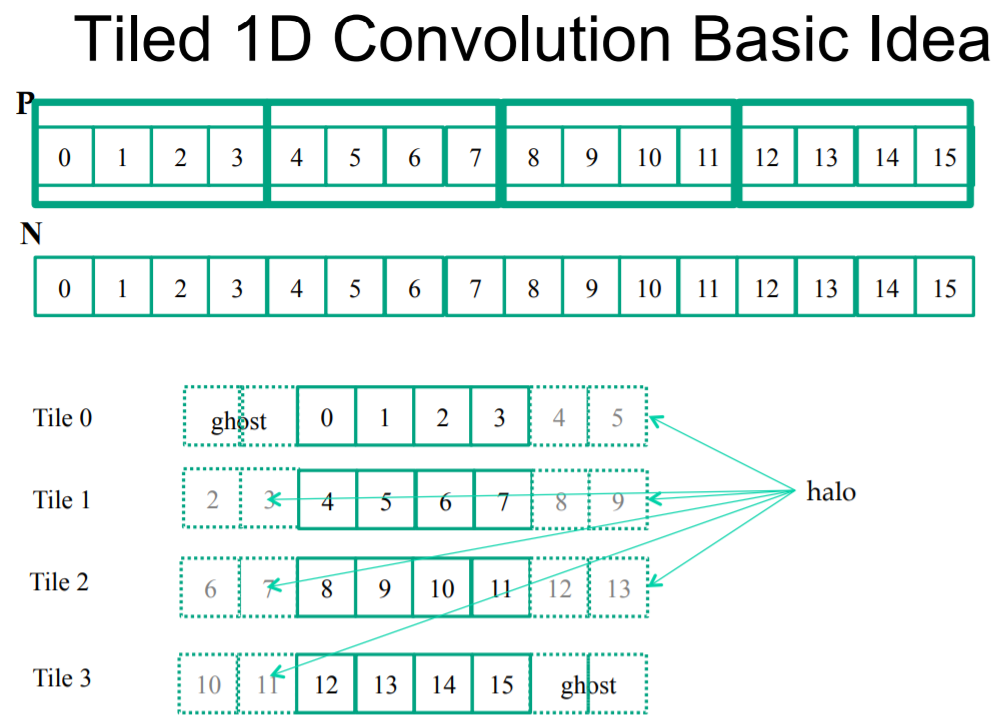 Tiled 1D Convolution Basic Idea
P
0 1 2 3 4 5 6 7 8 9 10 11 12 13 14 15
N
0 1 2 3 4 5 6 7 8 9 10 11 12 13 14 15
Tile 0 ghost 0 1 2 3 4 5
Tile 1 2 3 4 5 6 7 8 9 halo
Tile 2 6 7 8 9 10 11 12 13
Tile 3 10 11 12 13 14 15 ghost